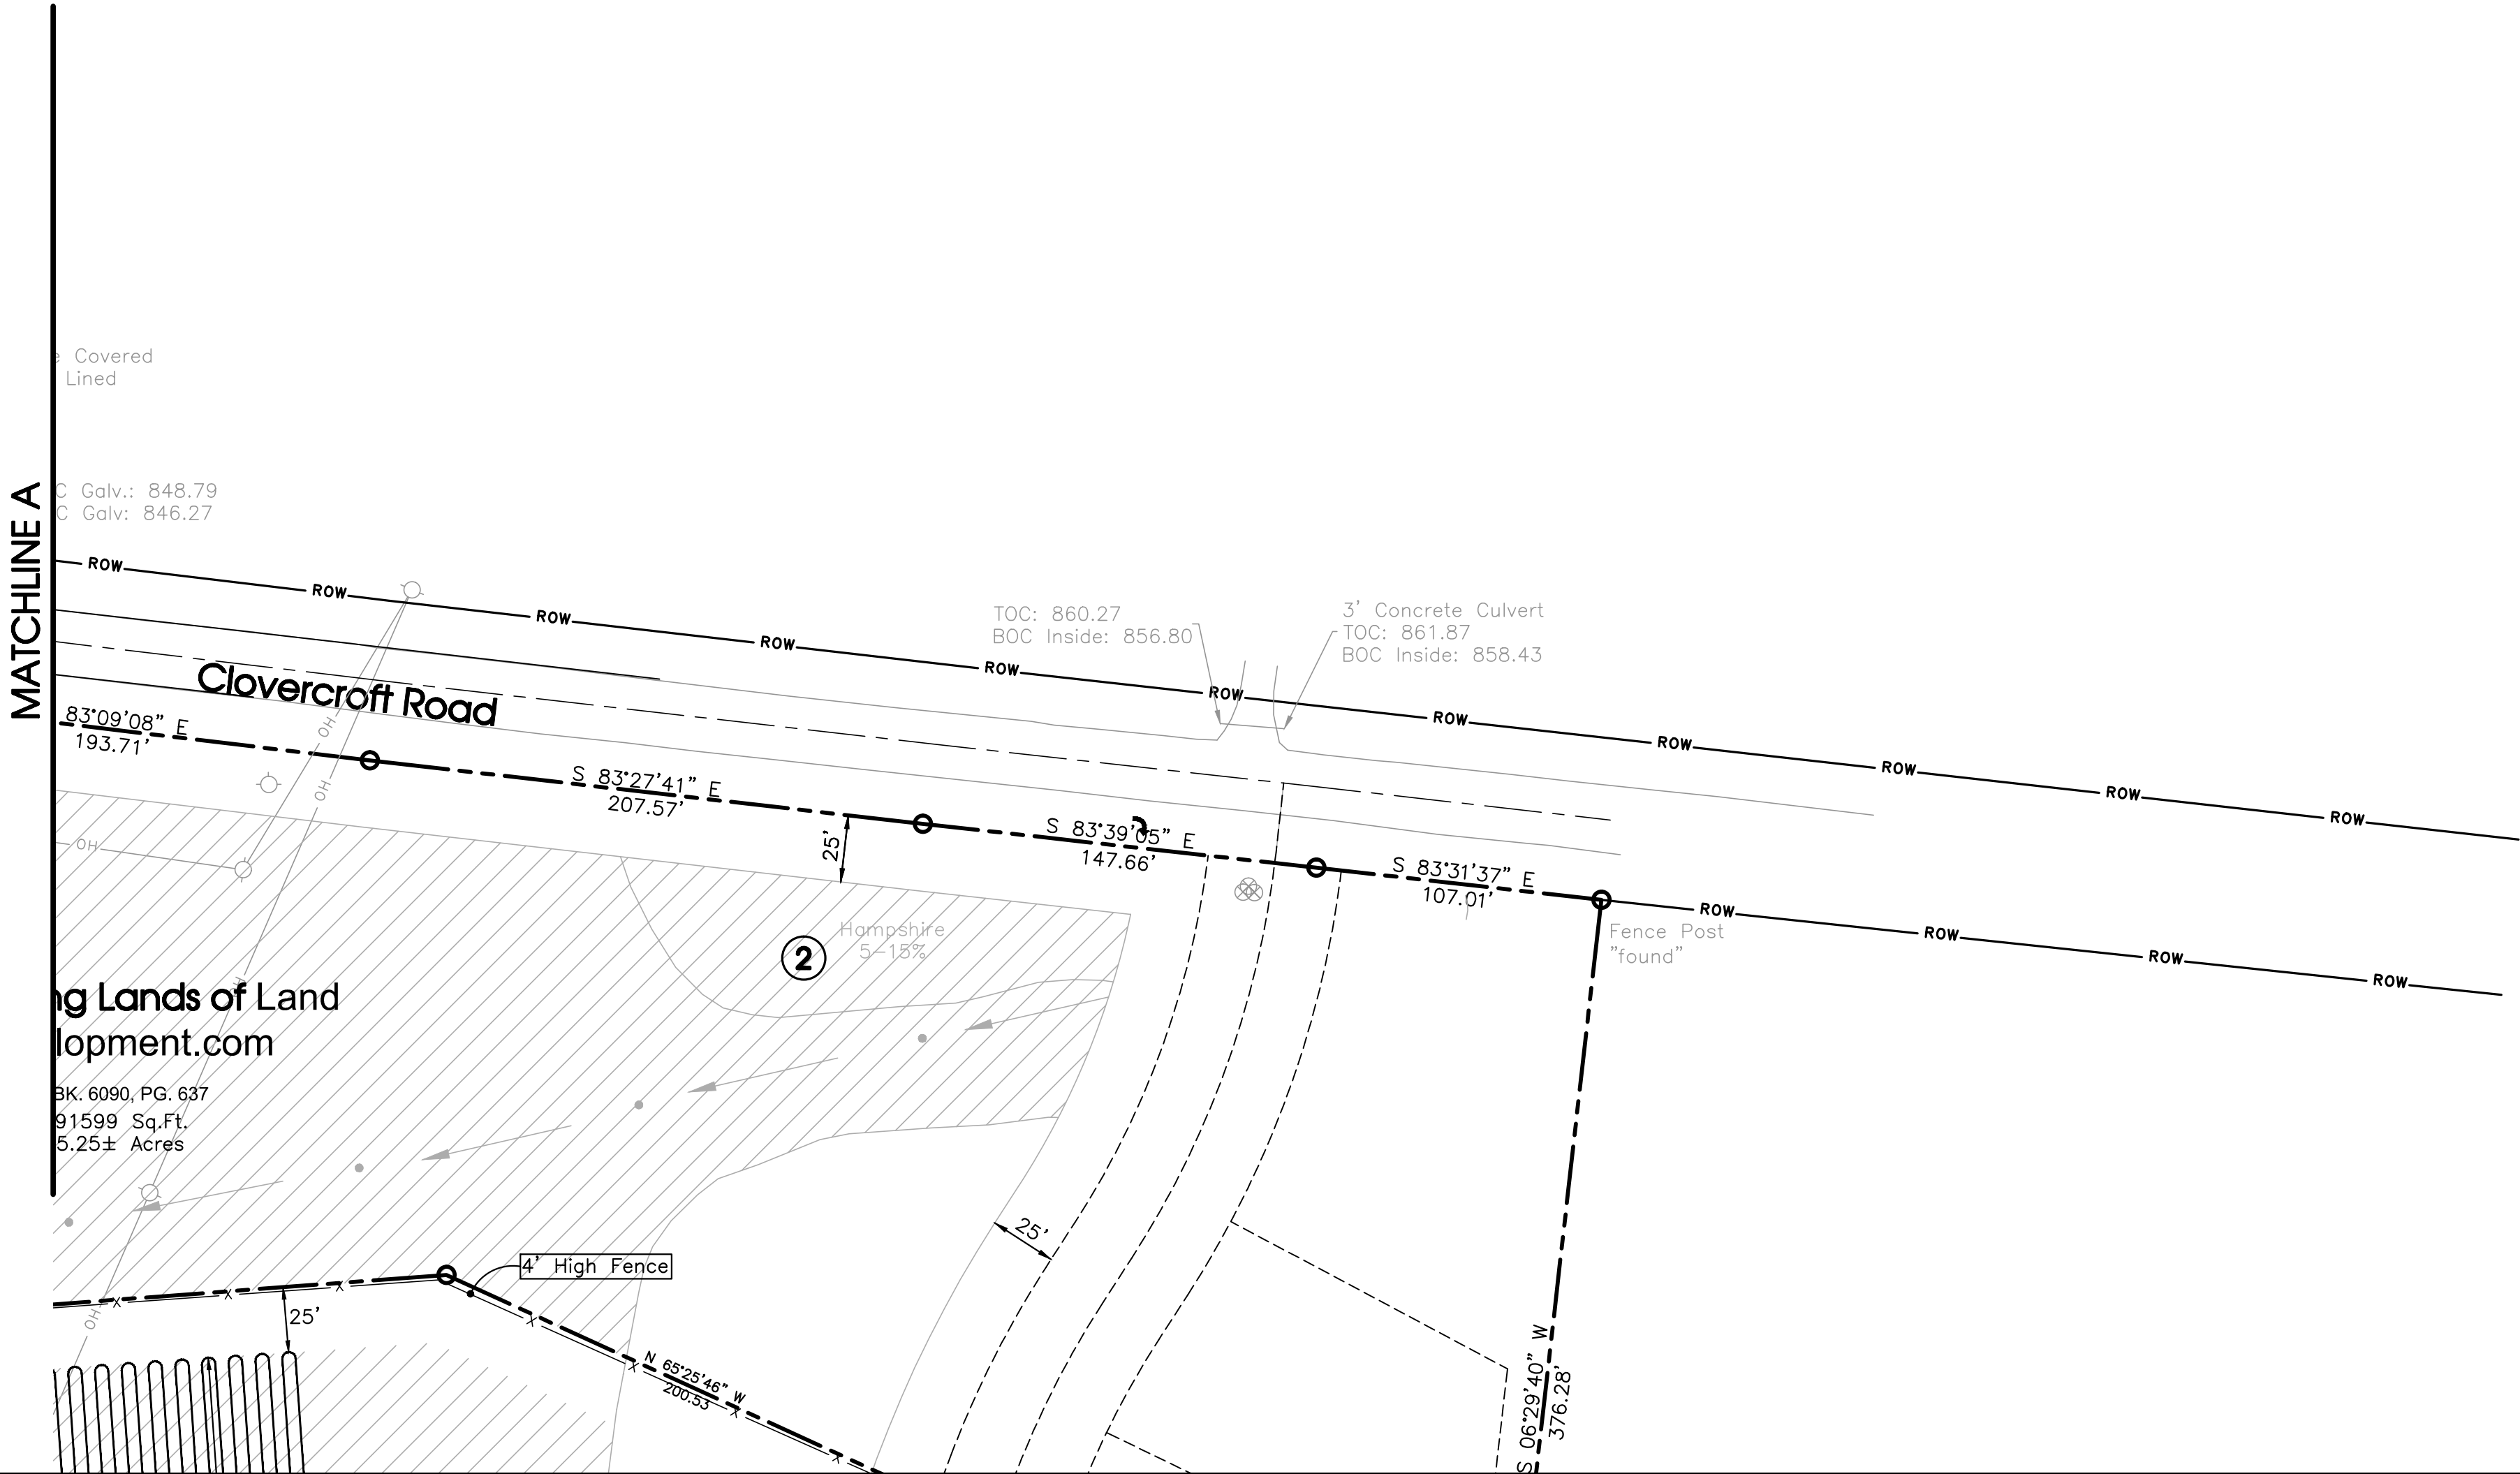 MATCHLINE A
e Covered
Lined
C Galv.: 848.79
C Galv: 846.27
ROW
ROW
ROW
ROW
ROW
ROW
ROW
ROW
ROW
ROW
ROW
TOC: 860.27
BOC Inside: 856.80
3' Concrete Culvert
TOC: 861.87
BOC Inside: 858.43
Clovercroft Road
OH
OH
OH
OH
OH
83°09'08" E
193.71'
S 83°27'41" E
207.57'
25'
S 83°39'05" E
147.66'
S 83°31'37" E
107.01'
ROW
ROW
ROW
ROW
Fence Post
"found"
Hampshire
5-15%
2
ng Lands of Land
lopment.com
BK. 6090, PG. 637
91599 Sq.Ft.
5.25± Acres
25'
4' High Fence
25'
N 65°25'46" W
200.53
S 06°29'40" W
376.28'